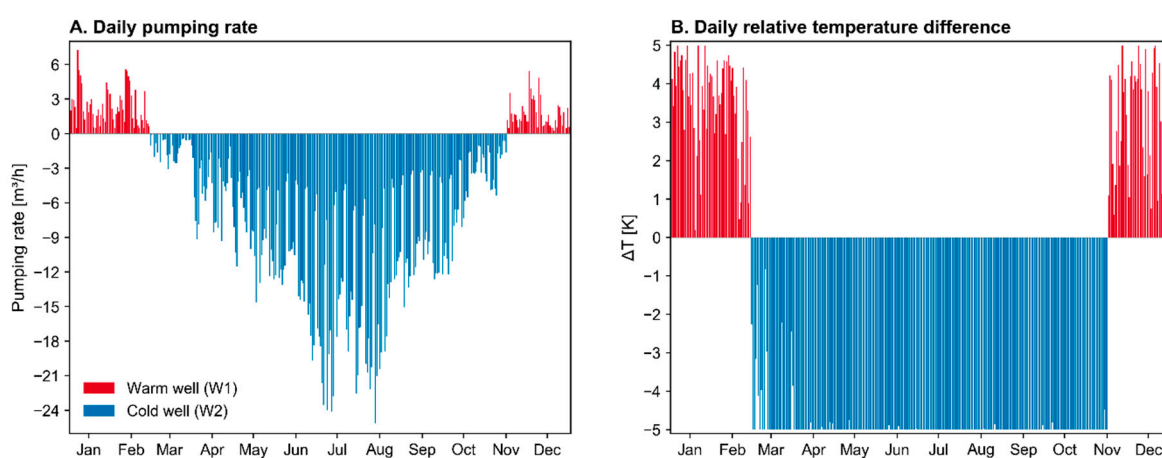 A. Daily pumping rate
Pumping rate [m³/h]
6
3
0
−3
−6
−9
−12
−15
−18
−21
−24
Warm well (W1)
Cold well (W2)
Jan Feb Mar Apr May Jun Jul Aug Sep Oct Nov Dec
B. Daily relative temperature difference
ΔT [K]
5
4
3
2
1
0
−1
−2
−3
−4
−5
Jan Feb Mar Apr May Jun Jul Aug Sep Oct Nov Dec